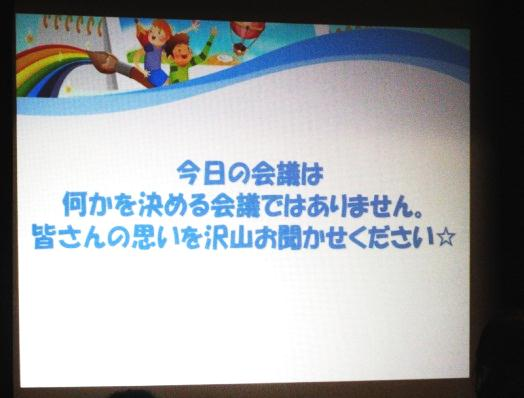 今日の会議は
何かを決める会議ではありません。
皆さんの思いを沢山お聞かせください☆